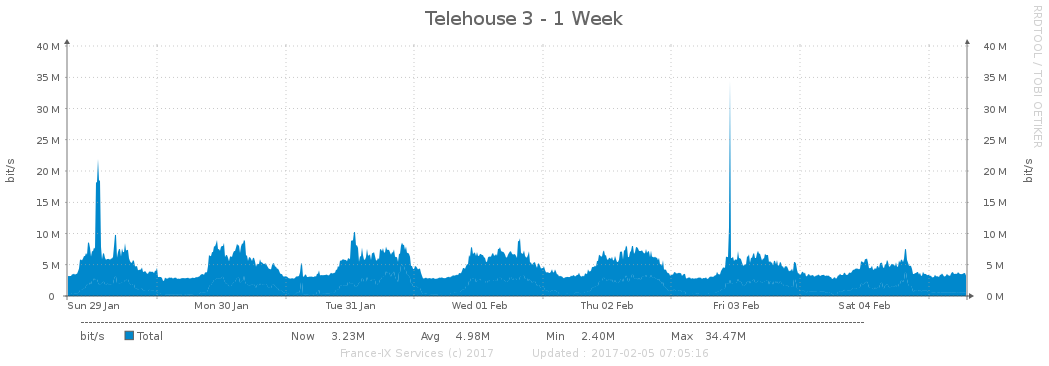 Telehouse 3 - 1 Week
RRDTOOL / TOBI OETIKER
40 M 40 M
35 M 35 M
30 M 30 M
25 M 25 M
20 M 20 M
15 M 15 M
10 M 10 M
5 M 5 M
0 0 M
bit/s bit/s
Sun 29 Jan Mon 30 Jan Tue 31 Jan Wed 01 Feb Thu 02 Feb Fri 03 Feb Sat 04 Feb
bit/s Total Now 3.23M Avg 4.98M Min 2.40M Max 34.47M
France-IX Services (c) 2017 Updated : 2017-02-05 07:05:16